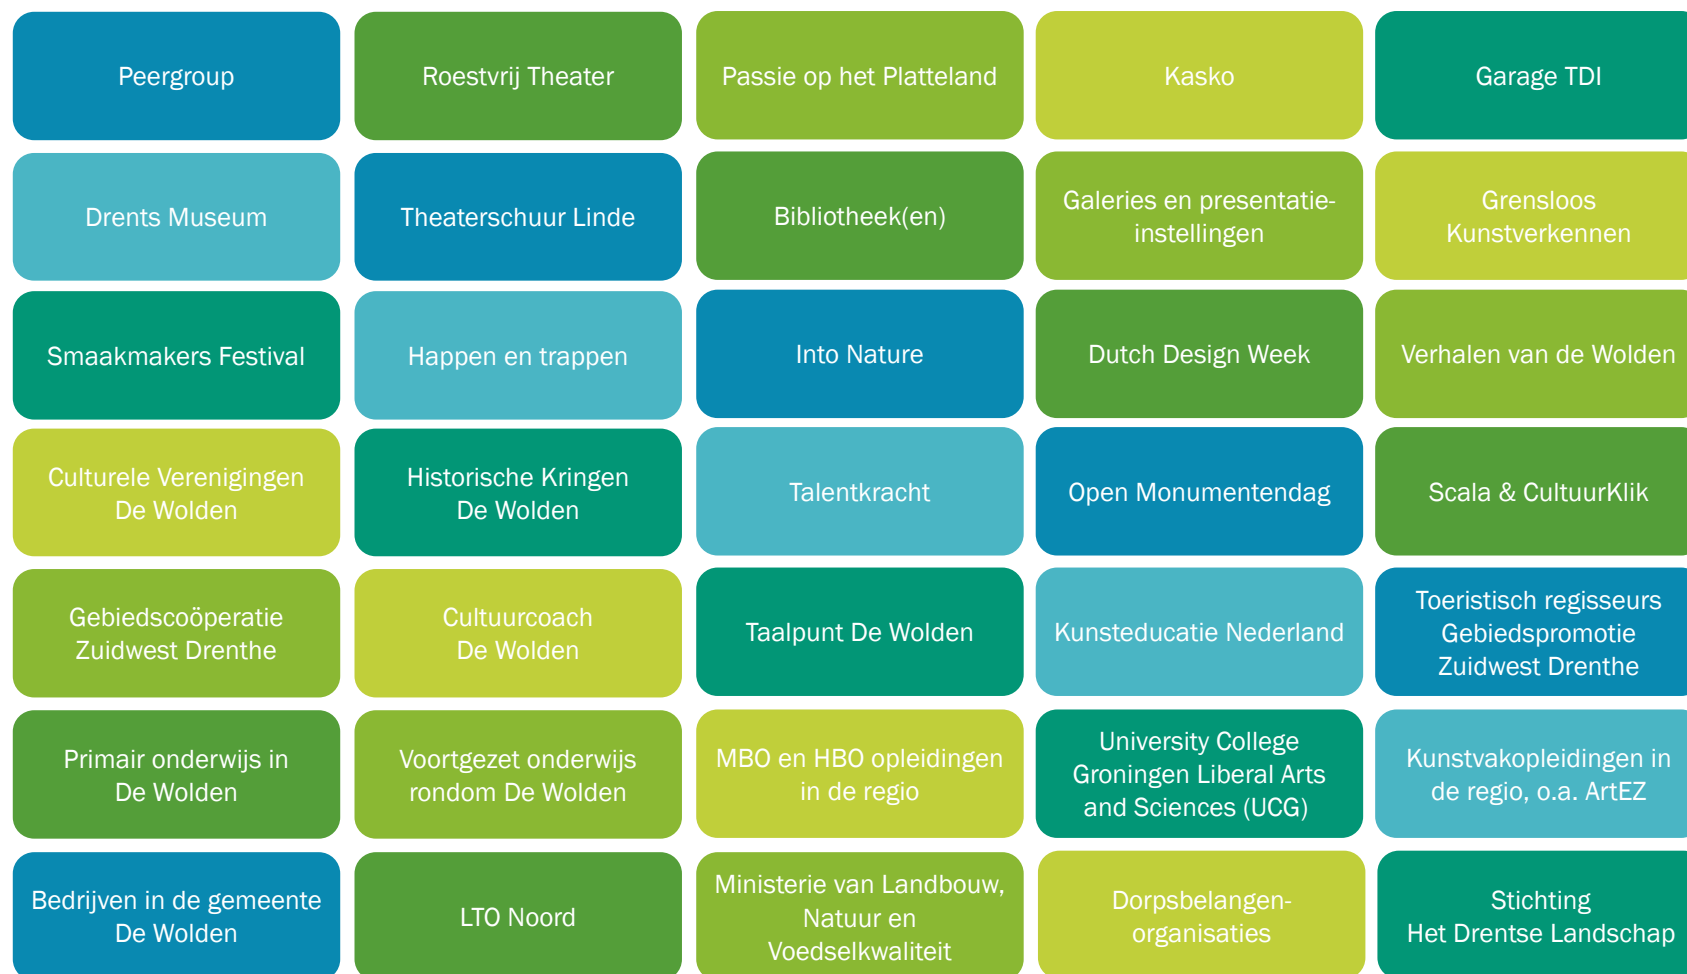 Peergroup
Roestvrij Theater
Passie op het Platteland
Kasko
Garage TDI
Drents Museum
Theaterschuur Linde
Bibliotheek(en)
Galeries en presentatie-
instellingen
Grensloos
Kunstverkennen
Smaakmakers Festival
Happen en trappen
Into Nature
Dutch Design Week
Verhalen van de Wolden
Culturele Verenigingen
De Wolden
Historische Kringen
De Wolden
Talentkracht
Open Monumentendag
Scala & CultuurKlik
Gebiedscoöperatie
Zuidwest Drenthe
Cultuurcoach
De Wolden
Taalpunt De Wolden
Kunsteducatie Nederland
Toeristisch regisseurs
Gebiedspromotie
Zuidwest Drenthe
Primair onderwijs in
De Wolden
Voortgezet onderwijs
rondom De Wolden
MBO en HBO opleidingen
in de regio
University College
Groningen Liberal Arts
and Sciences (UCG)
Kunstvakopleidingen in
de regio, o.a. ArtEZ
Bedrijven in de gemeente
De Wolden
LTO Noord
Ministerie van Landbouw,
Natuur en
Voedselkwaliteit
Dorpsbelangen-
organisaties
Stichting
Het Drentse Landschap